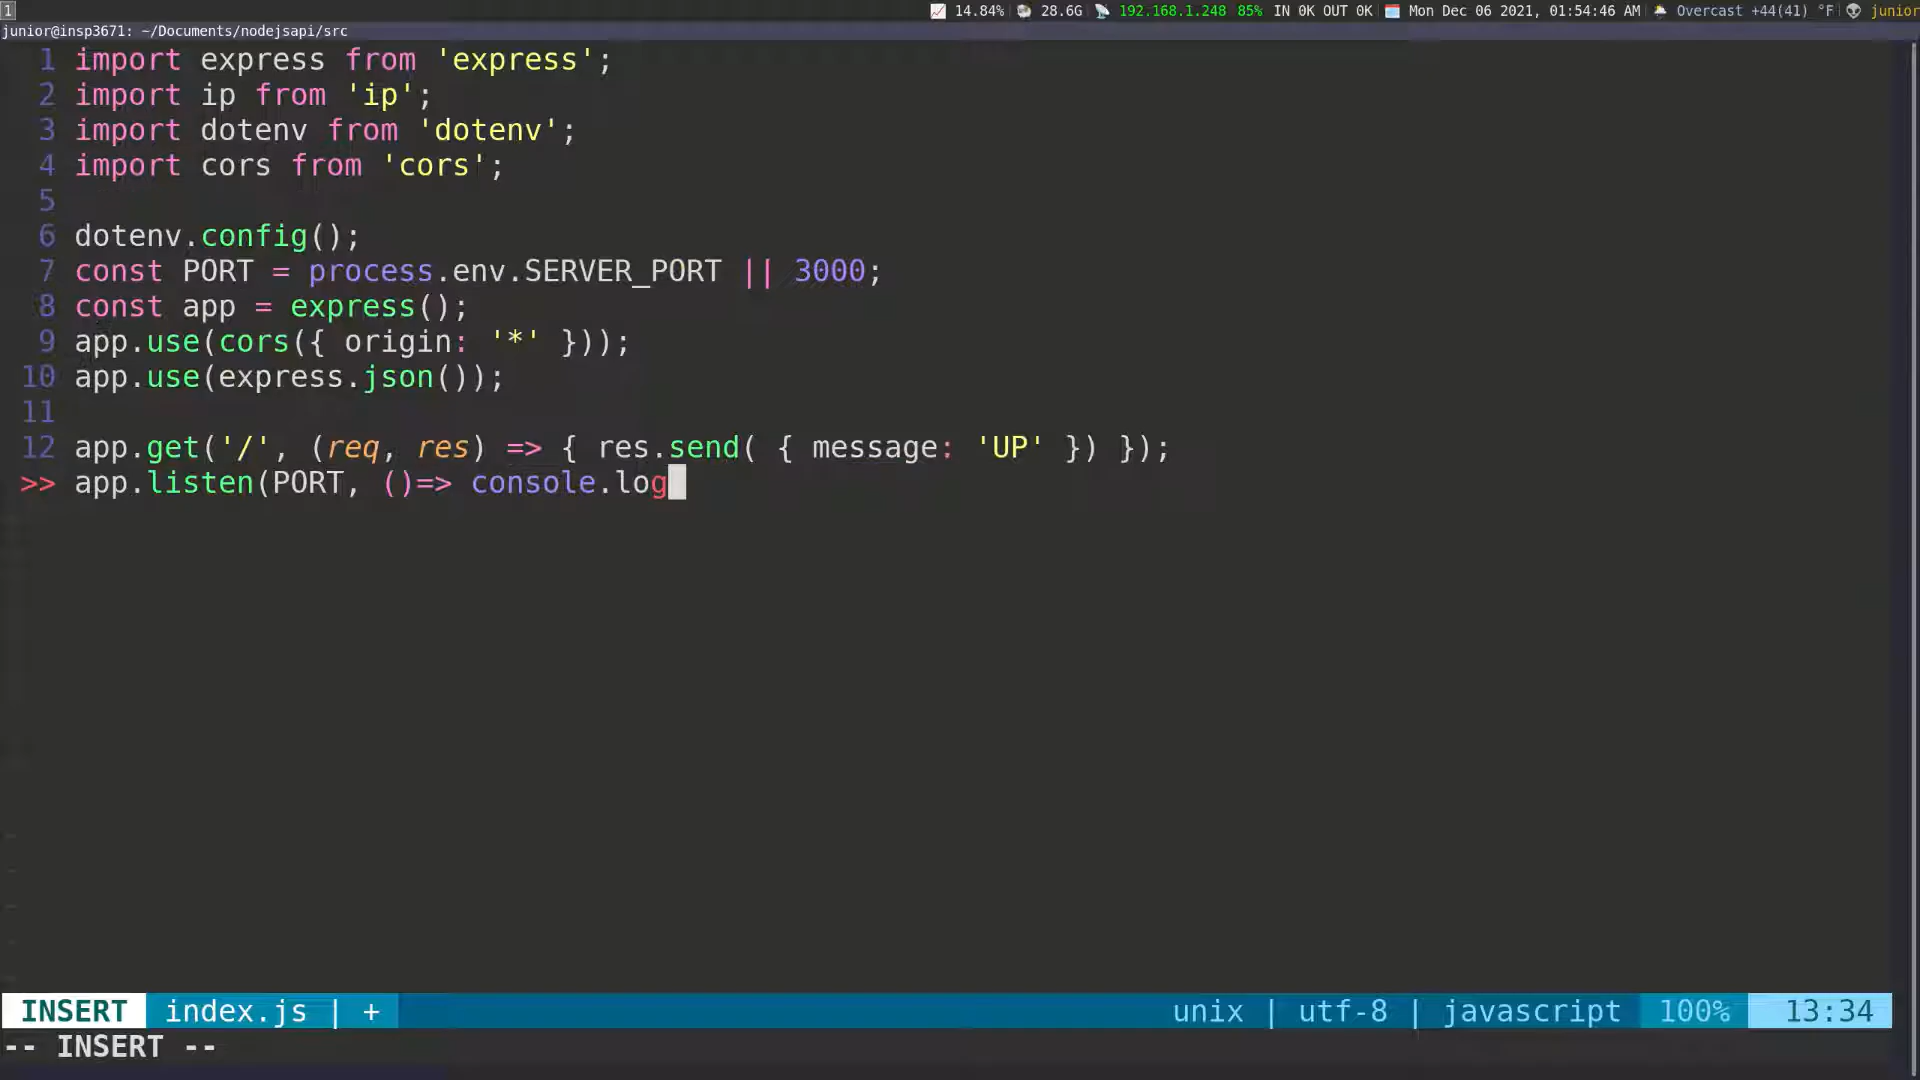 1 14.84% 28.6G 192.168.1.248 85% IN 0K OUT 0K Mon Dec 06 2021, 01:54:46 AM Overcast +44(41) °F junior
junior@insp3671: ~/Documents/nodejsapi/src
1 import express from 'express';
2 import ip from 'ip';
3 import dotenv from 'dotenv';
4 import cors from 'cors';
5
6 dotenv.config();
7 const PORT = process.env.SERVER_PORT || 3000;
8 const app = express();
9 app.use(cors({ origin: '*' }));
10 app.use(express.json());
11
12 app.get('/', (req, res) => { res.send( { message: 'UP' }) });
>> app.listen(PORT, ()=> console.log
INSERT index.js | + unix | utf-8 | javascript 100% 13:34
-- INSERT --